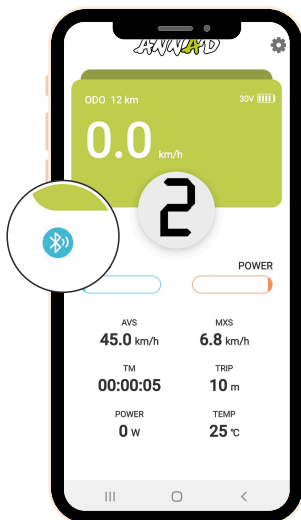 ANNAD
ODO 12 km
30V
0.0 km/h
2
POWER
AVS
MXS
45.0 km/h
6.8 km/h
TM
TRIP
00:00:05
10 m
POWER
TEMP
0 W
25 °C